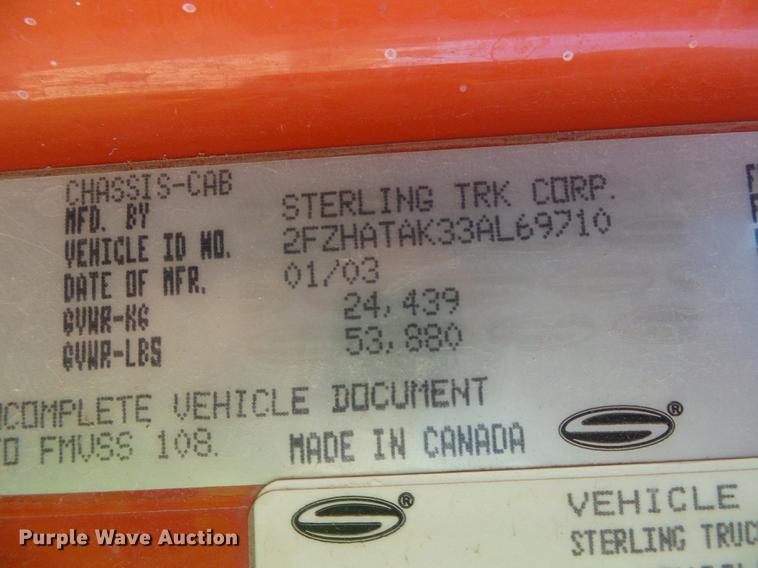 CHASSIS-CAB
MFD. BY STERLING TRK CORP.
VEHICLE ID NO. 2FZHATAK33AL69710
DATE OF MFR. 01/03
GVWR-KG 24,439
GVWR-LBS 53,880
COMPLETE VEHICLE DOCUMENT
TO FMVSS 108.
MADE IN CANADA
®
®
VEHICLE
STERLING TRUC
Purple Wave Auction